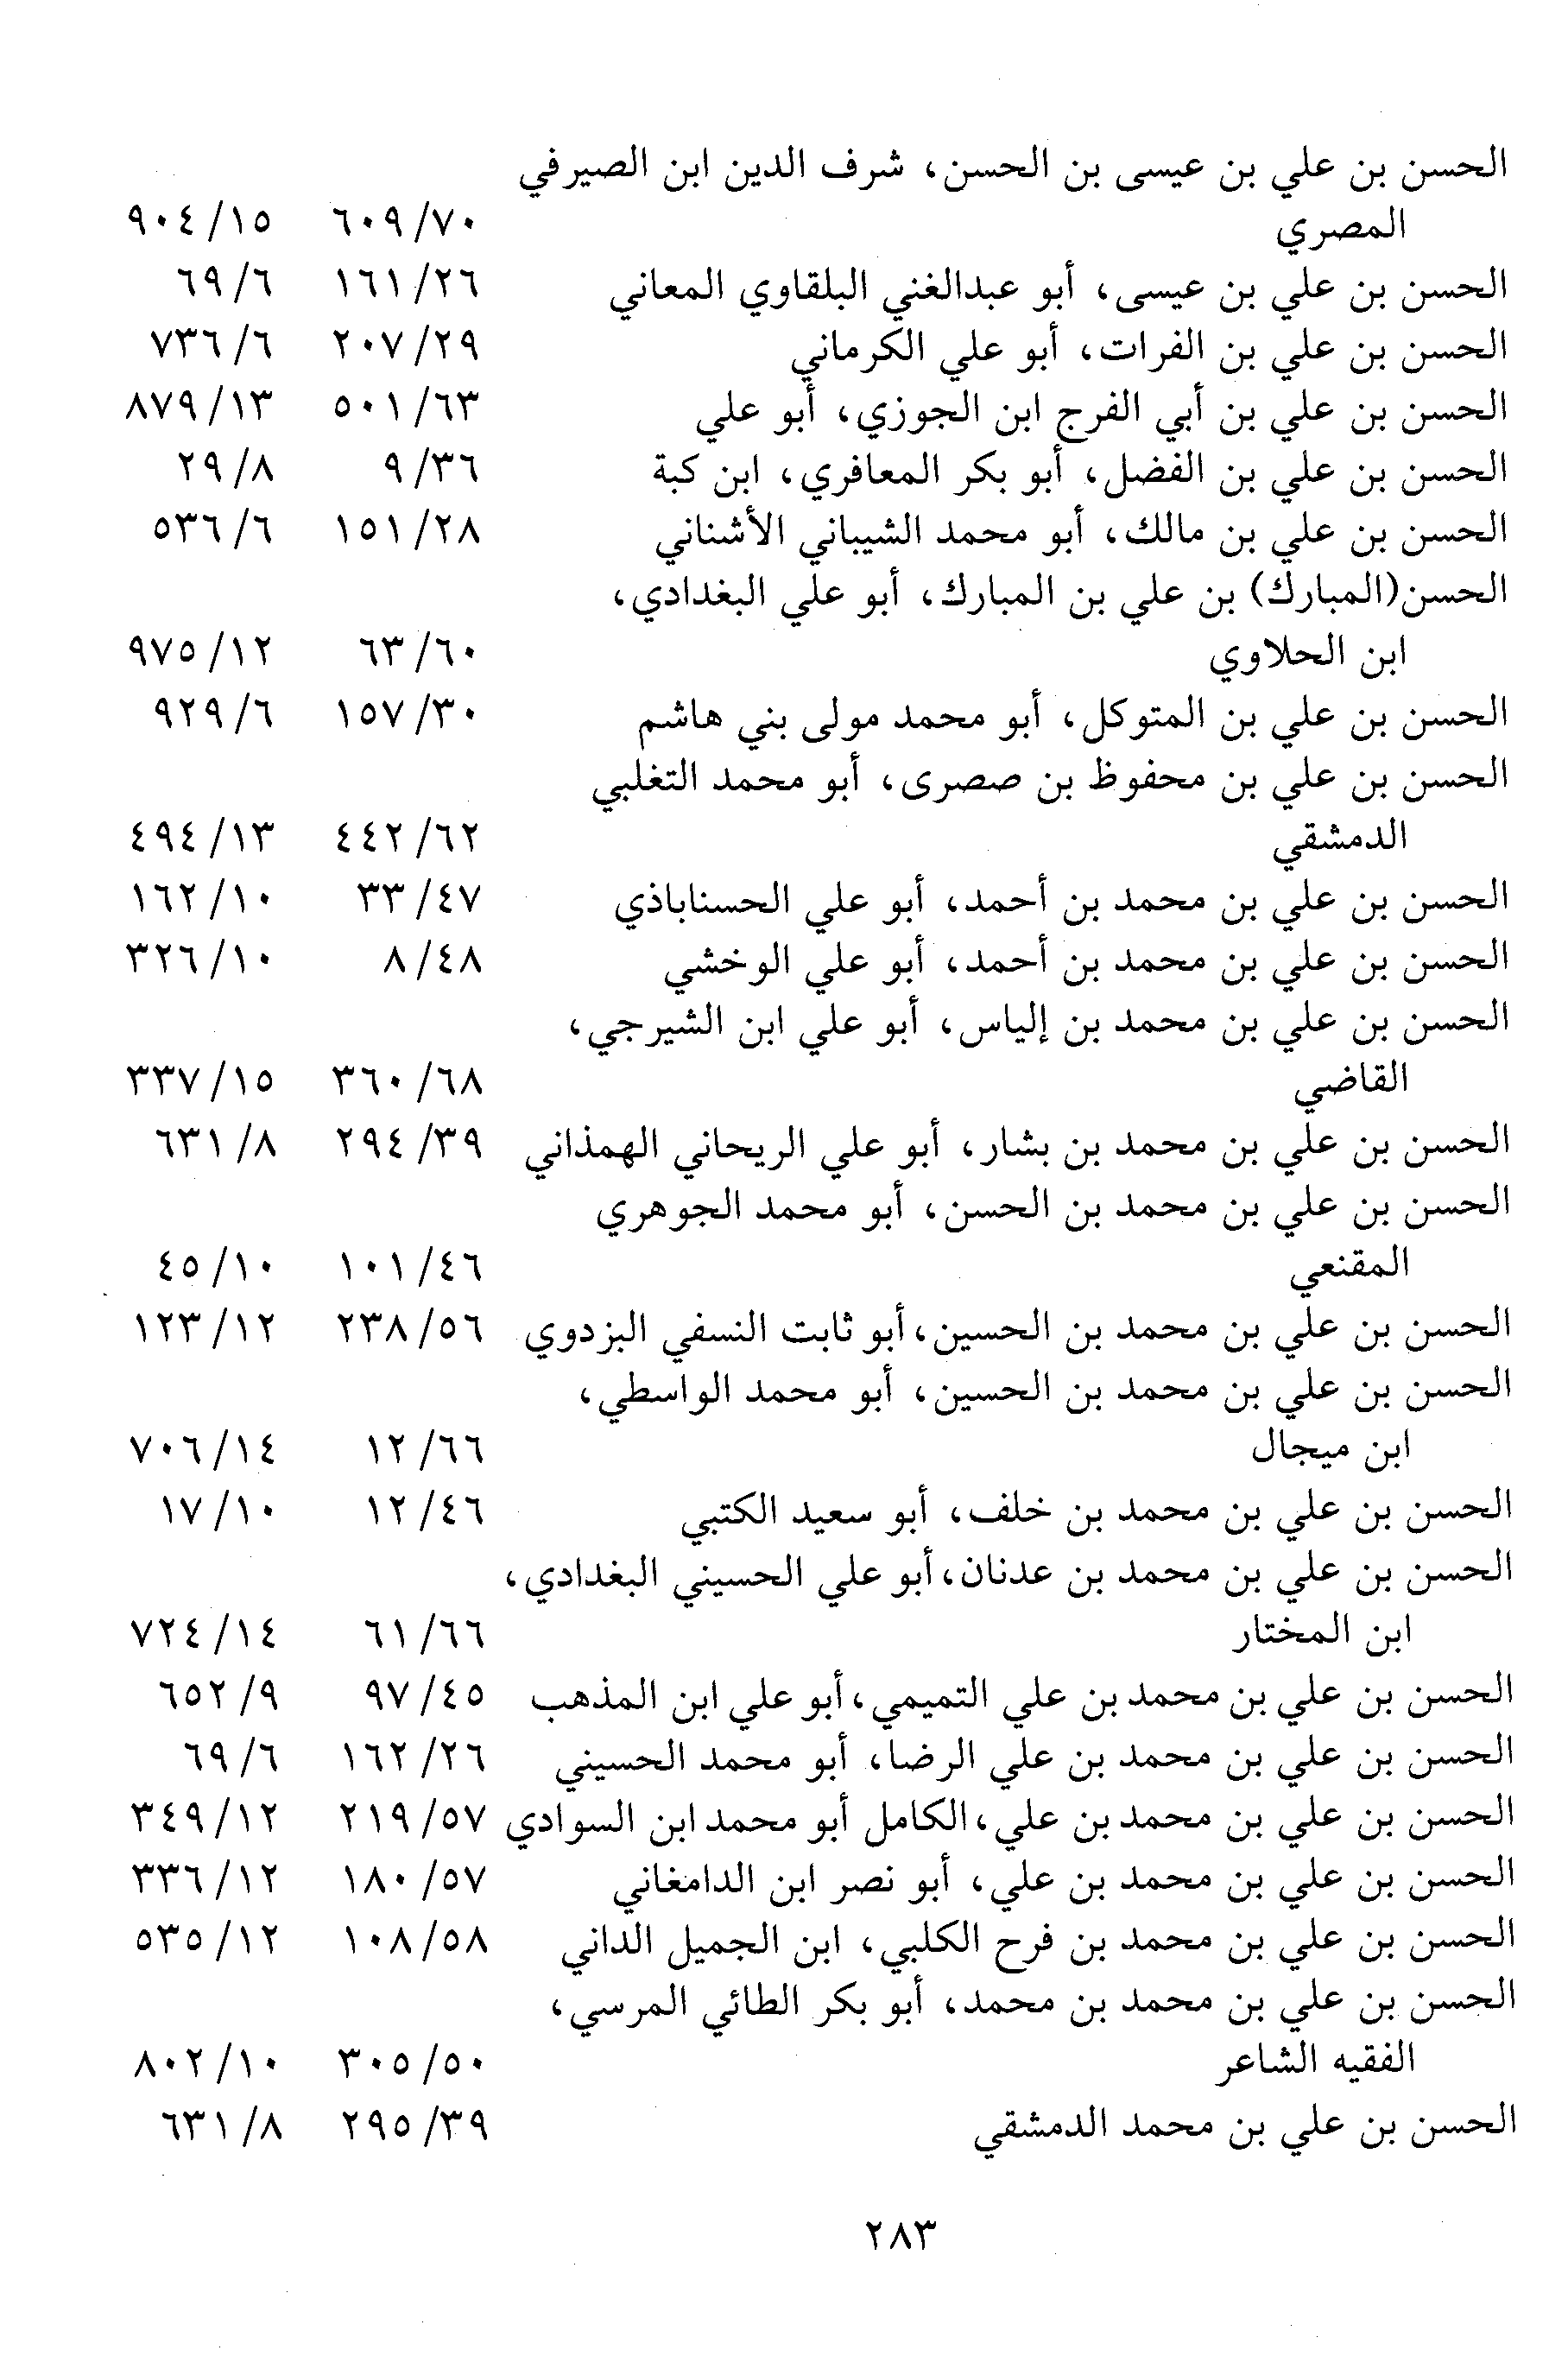 الحسن بن علي بن عيسى بن الحسن، شرف الدين ابن الصيرفي
المصري ٦٠٩/٧٠ ٩٠٤/١٥
الحسن بن علي بن عيسى، أبو عبدالغني البلقاوي المعاني ١٦١/٢٦ ٦٩/٦
الحسن بن علي بن الفرات، أبو علي الكرماني ٢٠٧/٢٩ ٧٣٦/٦
الحسن بن علي بن أبي الفرج ابن الجوزي، أبو علي ٥٠١/٦٣ ٨٧٩/١٣
الحسن بن علي بن الفضل، أبو بكر المعافري، ابن كبة ٩/٣٦ ٢٩/٨
الحسن بن علي بن مالك، أبو محمد الشيباني الأشناني ١٥١/٢٨ ٥٣٦/٦
الحسن(المبارك) بن علي بن المبارك، أبو علي البغدادي،
ابن الحلاوي ٦٣/٦٠ ٩٧٥/١٢
الحسن بن علي بن المتوكل، أبو محمد مولى بني هاشم ١٥٧/٣٠ ٩٢٩/٦
الحسن بن علي بن محفوظ بن صصرى، أبو محمد التغلبي
الدمشقي ٤٤٢/٦٢ ٤٩٤/١٣
الحسن بن علي بن محمد بن أحمد، أبو علي الحسناباذي ٣٣/٤٧ ١٦٢/١٠
الحسن بن علي بن محمد بن أحمد، أبو علي الوخشي ٨/٤٨ ٣٢٦/١٠
الحسن بن علي بن محمد بن إلياس، أبو علي ابن الشيرجي،
القاضي ٣٦٠/٦٨ ٣٣٧/١٥
الحسن بن علي بن محمد بن بشار، أبو علي الريحاني الهمذاني ٢٩٤/٣٩ ٦٣١/٨
الحسن بن علي بن محمد بن الحسن، أبو محمد الجوهري
المقنعي ١٠١/٤٦ ٤٥/١٠
الحسن بن علي بن محمد بن الحسين، أبو ثابت النسفي البزدوي ٢٣٨/٥٦ ١٢٣/١٢
الحسن بن علي بن محمد بن الحسين، أبو محمد الواسطي،
ابن ميجال ١٢/٦٦ ٧٠٦/١٤
الحسن بن علي بن محمد بن خلف، أبو سعيد الكتبي ١٢/٤٦ ١٧/١٠
الحسن بن علي بن محمد بن عدنان، أبو علي الحسيني البغدادي،
ابن المختار ٦١/٦٦ ٧٢٤/١٤
الحسن بن علي بن محمد بن علي التميمي، أبو علي ابن المذهب ٩٧/٤٥ ٦٥٢/٩
الحسن بن علي بن محمد بن علي الرضا، أبو محمد الحسيني ١٦٢/٢٦ ٦٩/٦
الحسن بن علي بن محمد بن علي، الكامل أبو محمد ابن السوادي ٢١٩/٥٧ ٣٤٩/١٢
الحسن بن علي بن محمد بن علي، أبو نصر ابن الدامغاني ١٨٠/٥٧ ٣٣٦/١٢
الحسن بن علي بن محمد بن فرح الكلبي، ابن الجميل الداني ١٠٨/٥٨ ٥٣٥/١٢
الحسن بن علي بن محمد بن محمد، أبو بكر الطائي المرسي،
الفقيه الشاعر ٣٠٥/٥٠ ٨٠٢/١٠
الحسن بن علي بن محمد الدمشقي ٢٩٥/٣٩ ٦٣١/٨
٢٨٣